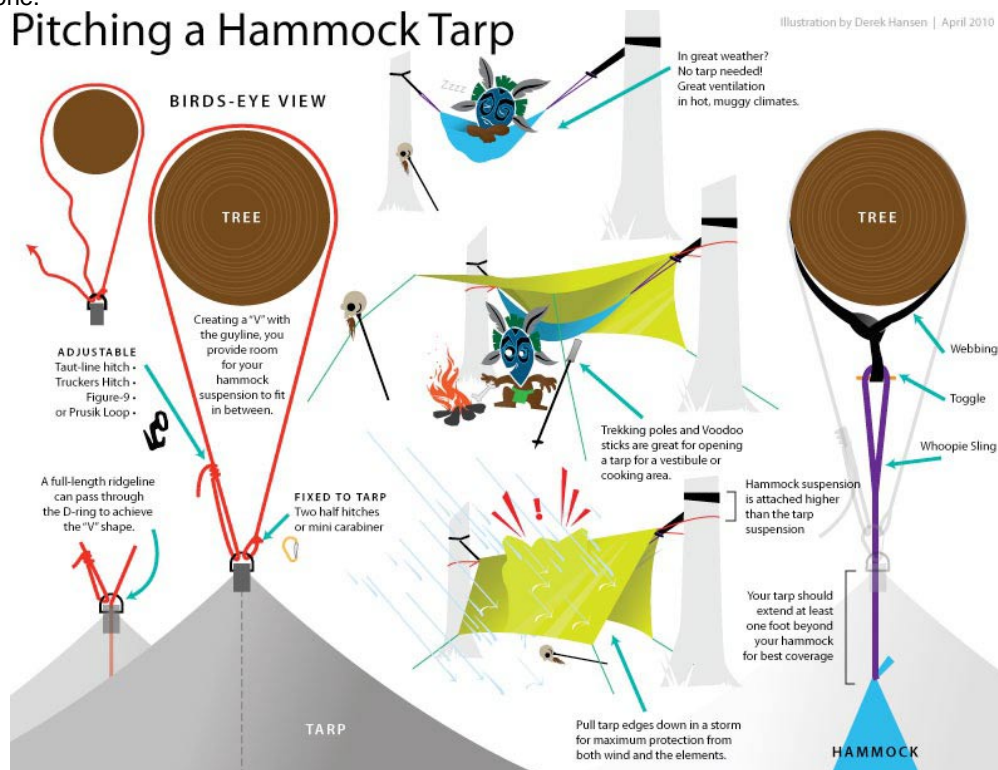 one.
Pitching a Hammock Tarp
Illustration by Derek Hansen | April 2010
BIRDS-EYE VIEW
TREE
Creating a "V" with
the guyline, you
provide room
for your
hammock
suspension to fit
in between.
ADJUSTABLE
Taut-line hitch •
Truckers Hitch •
Figure-9 •
or Prusik Loop •
A full-length ridgeline
can pass through
the D-ring to achieve
the "V" shape.
FIXED TO TARP
Two half hitches
or mini carabiner
TARP
Zzzz
In great weather?
No tarp needed!
Great ventilation
in hot, muggy climates.
Trekking poles and Voodoo
sticks are great for opening
a tarp for a vestibule or
cooking area.
!
Hammock suspension
is attached higher
than the tarp
suspension
Pull tarp edges down in a storm
for maximum protection from
both wind and the elements.
TREE
Webbing
Toggle
Whoopie Sling
Your tarp should
extend at least
one foot beyond
your hammock
for best coverage
HAMMOCK